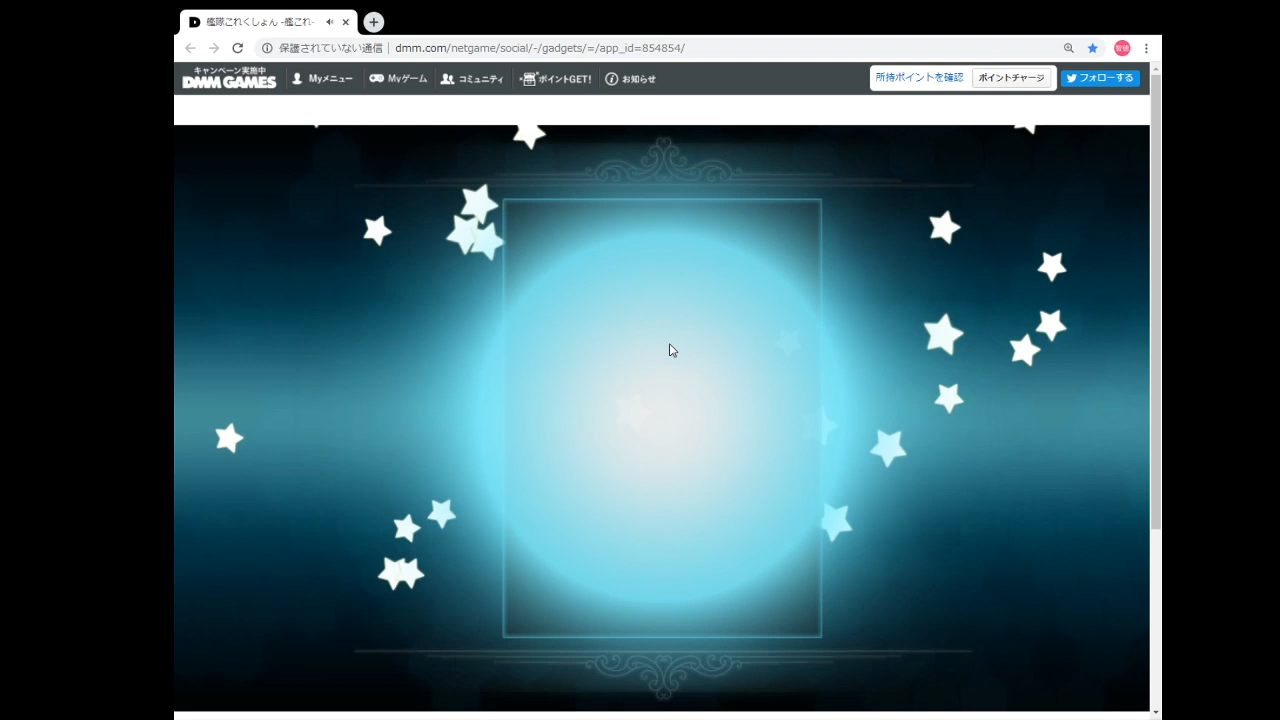 艦隊これくしょん -艦これ-
保護されていない通信 | dmm.com/netgame/social/-/gadgets/=/app_id=854854/
キャンペーン実施中
DMM GAMES
Myメニュー
Myゲーム
コミュニティ
ポイントGET!
お知らせ
所持ポイントを確認
ポイントチャージ
フォローする